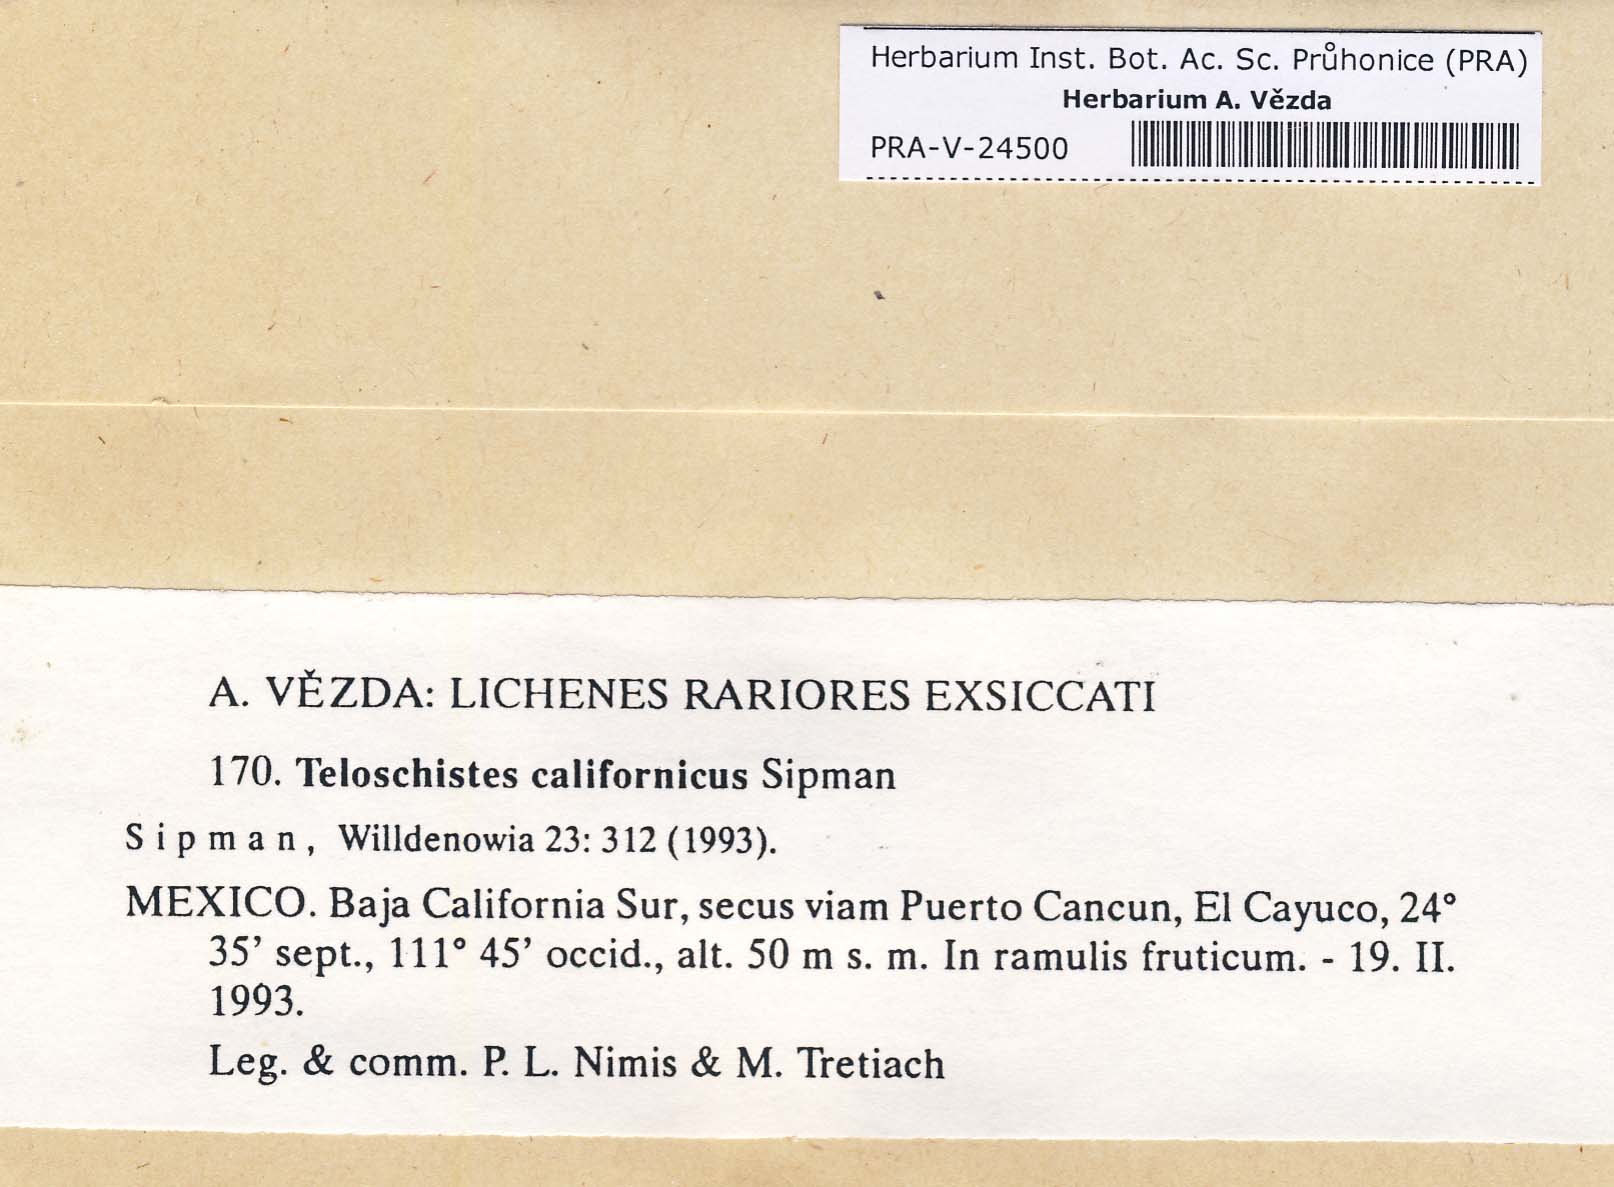 Herbarium Inst. Bot. Ac. Sc. Průhonice (PRA)
Herbarium A. Vězda
PRA-V-24500
A. VĚZDA: LICHENES RARIORES EXSICCATI
170. Teloschistes californicus Sipman
Sipman, Willdenowia 23: 312 (1993).
MEXICO. Baja California Sur, secus viam Puerto Cancun, El Cayuco, 24°
35’ sept., 111° 45’ occid., alt. 50 m s. m. In ramulis fruticum. - 19. II.
1993.
Leg. & comm. P. L. Nimis & M. Tretiach